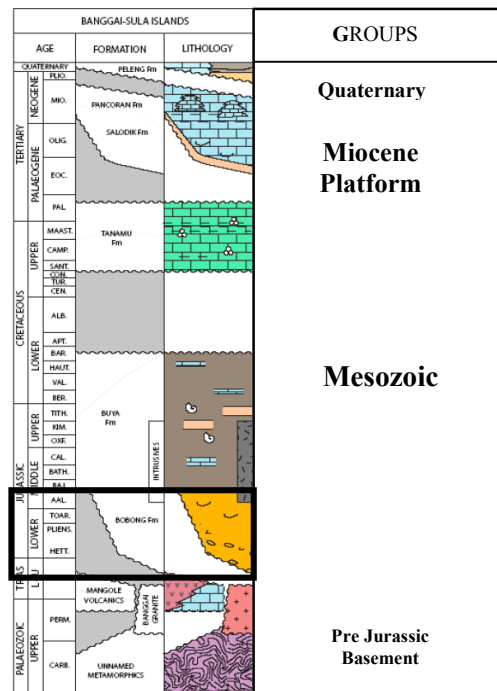 BANGGAI-SULA ISLANDS
AGE
FORMATION
LITHOLOGY
GROUPS
QUATERNARY
PELENG Fm
Quaternary
TERTIARY
NEOGENE
PLIO.
MIO.
PANCORAN Fm
SALODIK Fm
Miocene
Platform
PALAEOGENE
OLIG.
EOC.
PAL.
CRETACEOUS
UPPER
MAAST.
CAMP.
SANT.
CON.
TUR.
CEN.
TANAMU
Fm
LOWER
ALB.
APT.
BAR.
HAUT.
VAL.
BER.
Mesozoic
JURASSIC
UPPER
TITH.
KIM.
OXF.
BUYA
Fm
INTRUSIVES
MIDDLE
CAL.
BATH.
BAJ.
AAL.
LOWER
TOAR.
PLIENS.
HETT.
BOBONG Fm
TRIAS
MANGOLE
VOLCANICS
BANGGAI
GRANITE
PALAEOZOIC
UPPER
PERM.
CARB.
UNNAMED
METAMORPHICS
Pre Jurassic
Basement